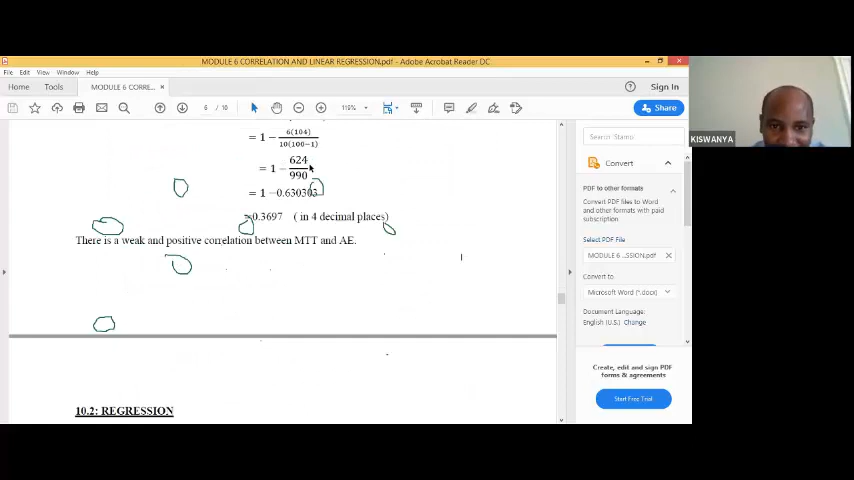 MODULE 6 CORRELATION AND LINEAR REGRESSION.pdf - Adobe Acrobat Reader DC
File Edit View Window Help
Home Tools MODULE 6 CORRE... × Sign In
6 / 10 116% Share
KISWANYA
= 1 − 6(104) / 10(100−1)
= 1 − 624 / 990
= 1 −0.630303
=0.3697 ( in 4 decimal places)
There is a weak and positive correlation between MTT and AE.
10.2: REGRESSION
Convert
PDF to other formats
Convert PDF files to Word
and other formats with paid
subscription
Select PDF File
MODULE 6 ...SSION.pdf ×
Convert to
Microsoft Word (*.docx)
Document Language:
English (U.S.) Change
Create, edit and sign PDF
forms & agreements
Start Free Trial